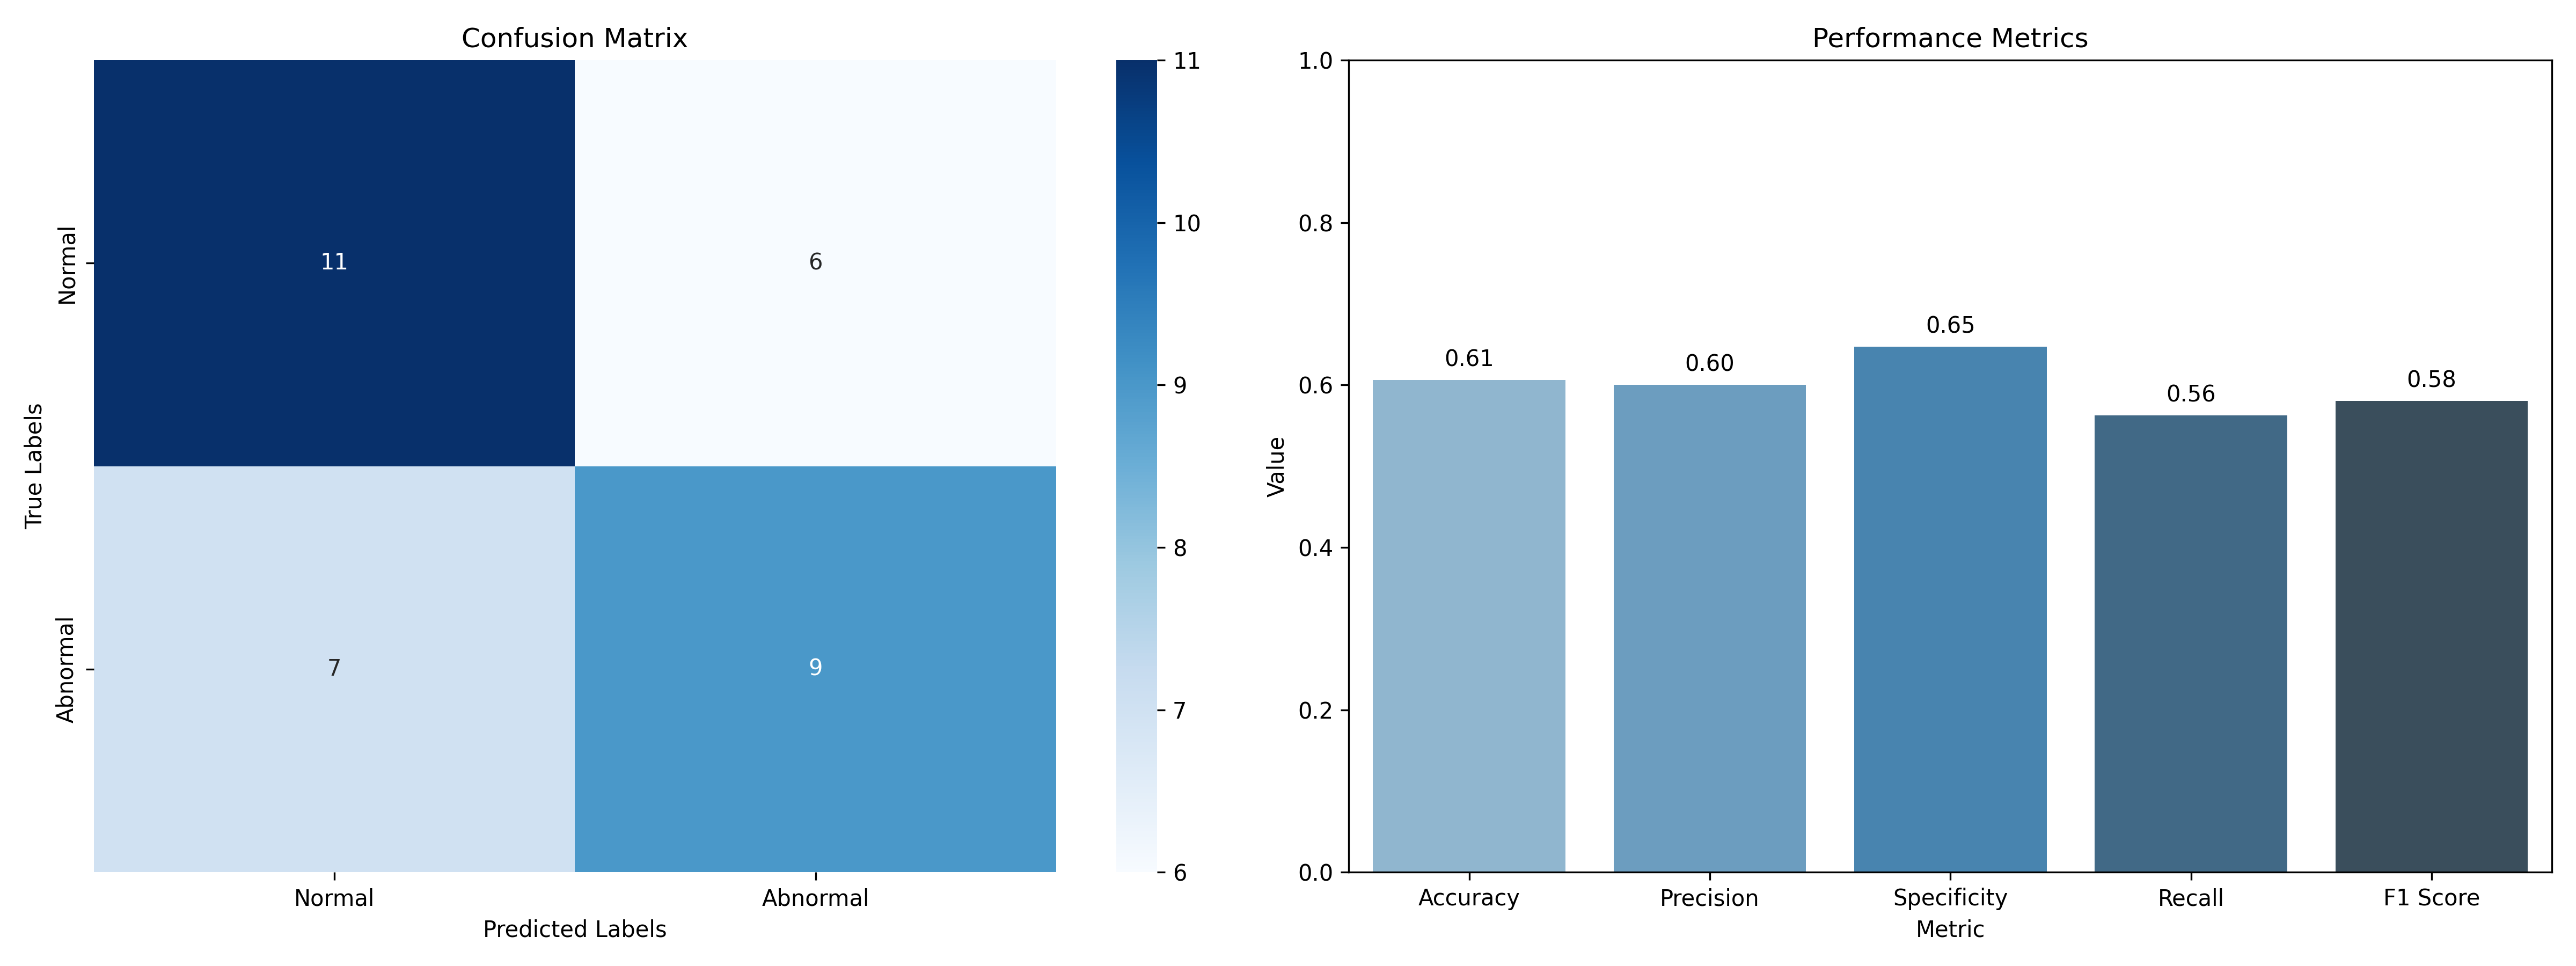 Confusion Matrix
True Labels
Normal
Abnormal
11
6
7
9
Normal
Abnormal
Predicted Labels
11
10
9
8
7
6
Performance Metrics
Value
1.0
0.8
0.6
0.4
0.2
0.0
0.61
0.60
0.65
0.56
0.58
Accuracy
Precision
Specificity
Recall
F1 Score
Metric